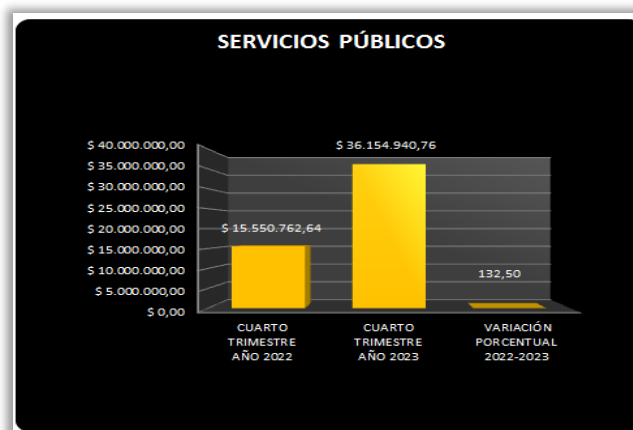 SERVICIOS PÚBLICOS
$ 40.000.000,00
$ 35.000.000,00
$ 30.000.000,00
$ 25.000.000,00
$ 20.000.000,00
$ 15.000.000,00
$ 10.000.000,00
$ 5.000.000,00
$ 0,00
$ 15.550.762,64
$ 36.154.940,76
132,50
CUARTO
TRIMESTRE
AÑO 2022
CUARTO
TRIMESTRE
AÑO 2023
VARIACIÓN
PORCENTUAL
2022-2023